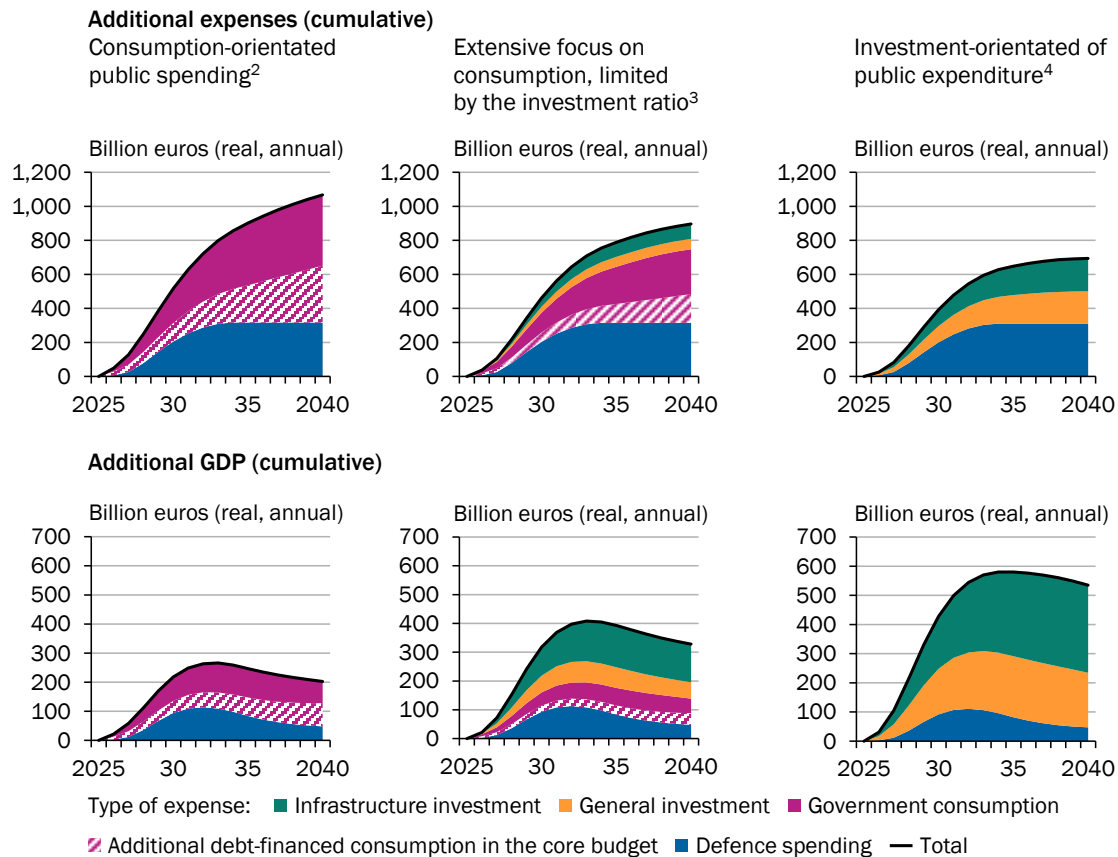 Additional expenses (cumulative)
Consumption-orientated
public spending2
Extensive focus on
consumption, limited
by the investment ratio3
Investment-orientated of
public expenditure4
Billion euros (real, annual)
1,200
1,000
800
600
400
200
0
2025 30 35 2040
Billion euros (real, annual)
1,200
1,000
800
600
400
200
0
2025 30 35 2040
Billion euros (real, annual)
1,200
1,000
800
600
400
200
0
2025 30 35 2040
Additional GDP (cumulative)
Billion euros (real, annual)
700
600
500
400
300
200
100
0
2025 30 35 2040
Billion euros (real, annual)
700
600
500
400
300
200
100
0
2025 30 35 2040
Billion euros (real, annual)
700
600
500
400
300
200
100
0
2025 30 35 2040
Type of expense: Infrastructure investment General investment Government consumption
Additional debt-financed consumption in the core budget Defence spending Total